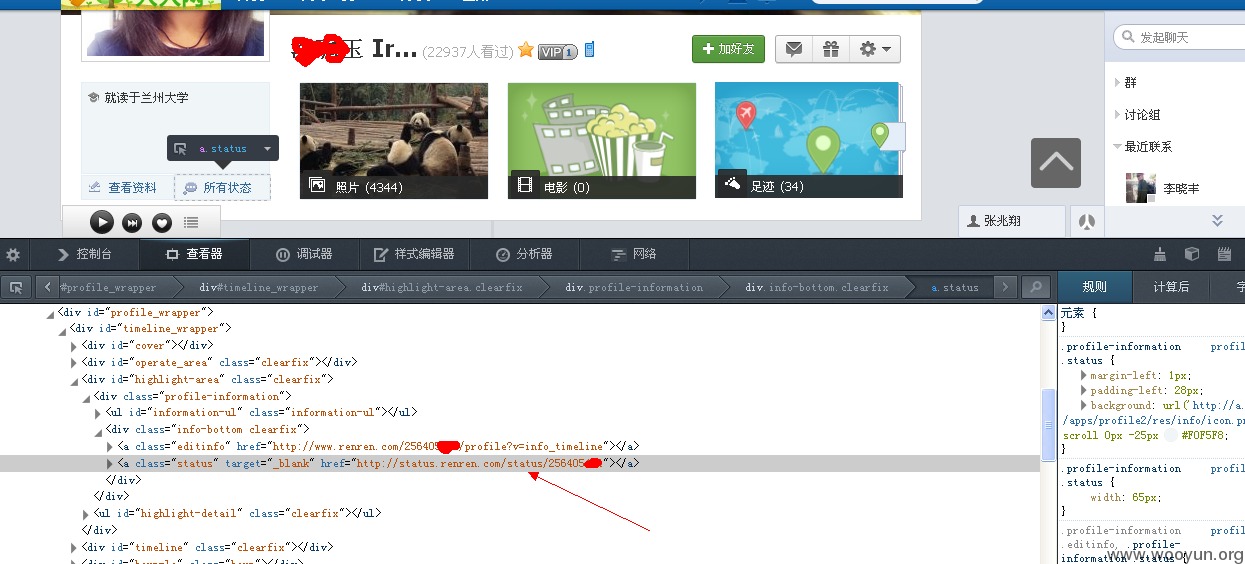 玉 Ir... (22937人看过) VIP 1
+ 加好友
发起聊天
就读于兰州大学
群
讨论组
a.status
最近联系
查看资料
所有状态
照片 (4344)
电影 (0)
足迹 (34)
张兆翔
控制台
查看器
调试器
样式编辑器
分析器
网络
#profile_wrapper
div#timeline_wrapper
div#highlight-area.clearfix
div.profile-information
div.info-bottom.clearfix
a.status
规则
计算后
<div id="profile_wrapper">
<div id="timeline_wrapper">
<div id="cover"></div>
<div id="operate_area" class="clearfix"></div>
<div id="highlight-area" class="clearfix">
<div class="profile-information">
<ul id="information-ul" class="information-ul"></ul>
<div class="info-bottom clearfix">
<a class="editinfo" href="http://www.renren.com/256405 /profile?v=info_timeline"></a>
<a class="status" target="_blank" href="http://status.renren.com/status/256405 "></a>
</div>
</div>
<ul id="highlight-detail" class="clearfix"></ul>
</div>
<div id="timeline" class="clearfix"></div>
元素 {
}
.profile-information profil
.status {
margin-left: 1px;
padding-left: 28px;
background: url('http://a.
/apps/profile2/res/info/icon.p
scroll 0px -25px #F0F5F8;
}
.profile-information profil
.status {
width: 65px;
}
.profile-information profil
.editinfo, .profile-
information .status {
www.wooyun.org